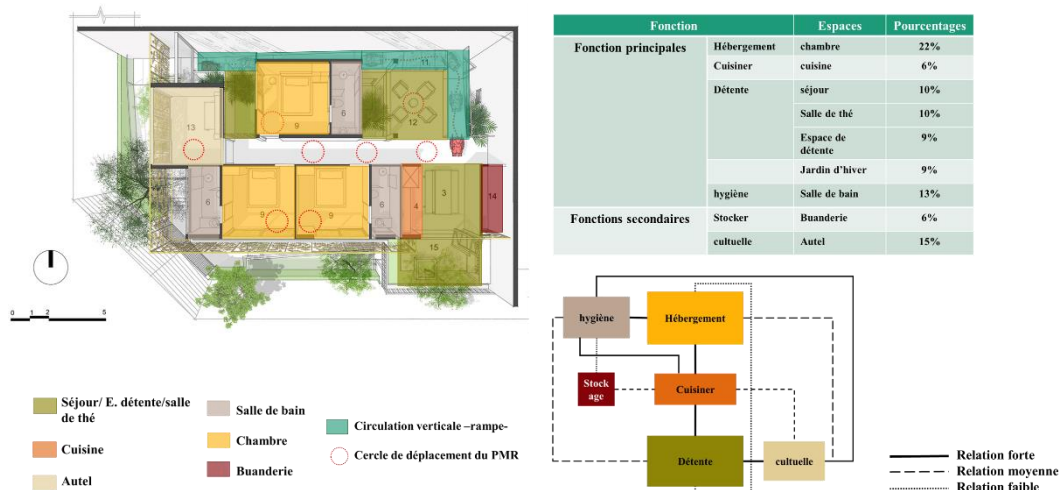 11
9
6
12
13
6
9
9
6
4
3
14
15
0 1 2 5
Séjour/ E. détente/salle
de thé
Cuisine
Autel
Salle de bain
Chambre
Buanderie
Circulation verticale –rampe-
Cercle de déplacement du PMR
Fonction Espaces Pourcentages
Fonction principales Hébergement chambre 22%
Cuisiner cuisine 6%
Détente séjour 10%
Salle de thé 10%
Espace de
détente 9%
Jardin d’hiver 9%
hygiène Salle de bain 13%
Fonctions secondaires Stocker Buanderie 6%
cultuelle Autel 15%
hygiène
Hébergement
Stock
age
Cuisiner
Détente
cultuelle
Relation forte
Relation moyenne
Relation faible